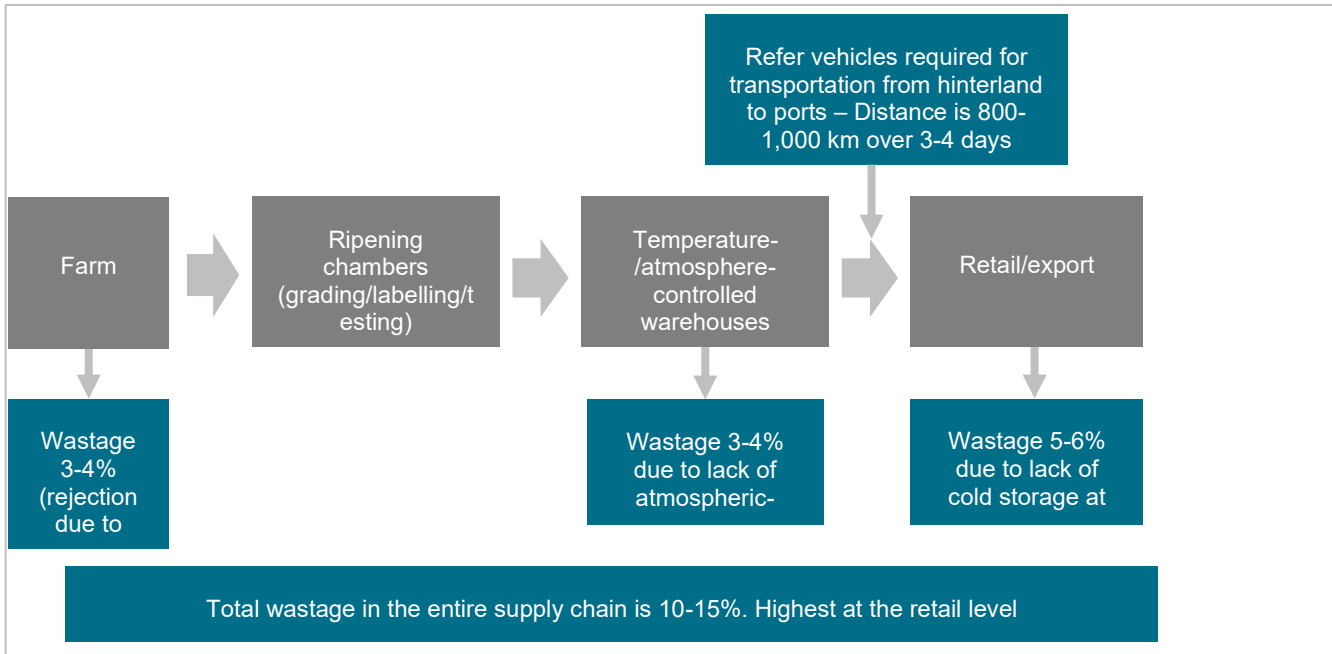 Refer vehicles required for
transportation from hinterland
to ports – Distance is 800-
1,000 km over 3-4 days
Farm
Ripening
chambers
(grading/labelling/t
esting)
Temperature-
/atmosphere-
controlled
warehouses
Retail/export
Wastage
3-4%
(rejection
due to
Wastage 3-4%
due to lack of
atmospheric-
Wastage 5-6%
due to lack of
cold storage at
Total wastage in the entire supply chain is 10-15%. Highest at the retail level